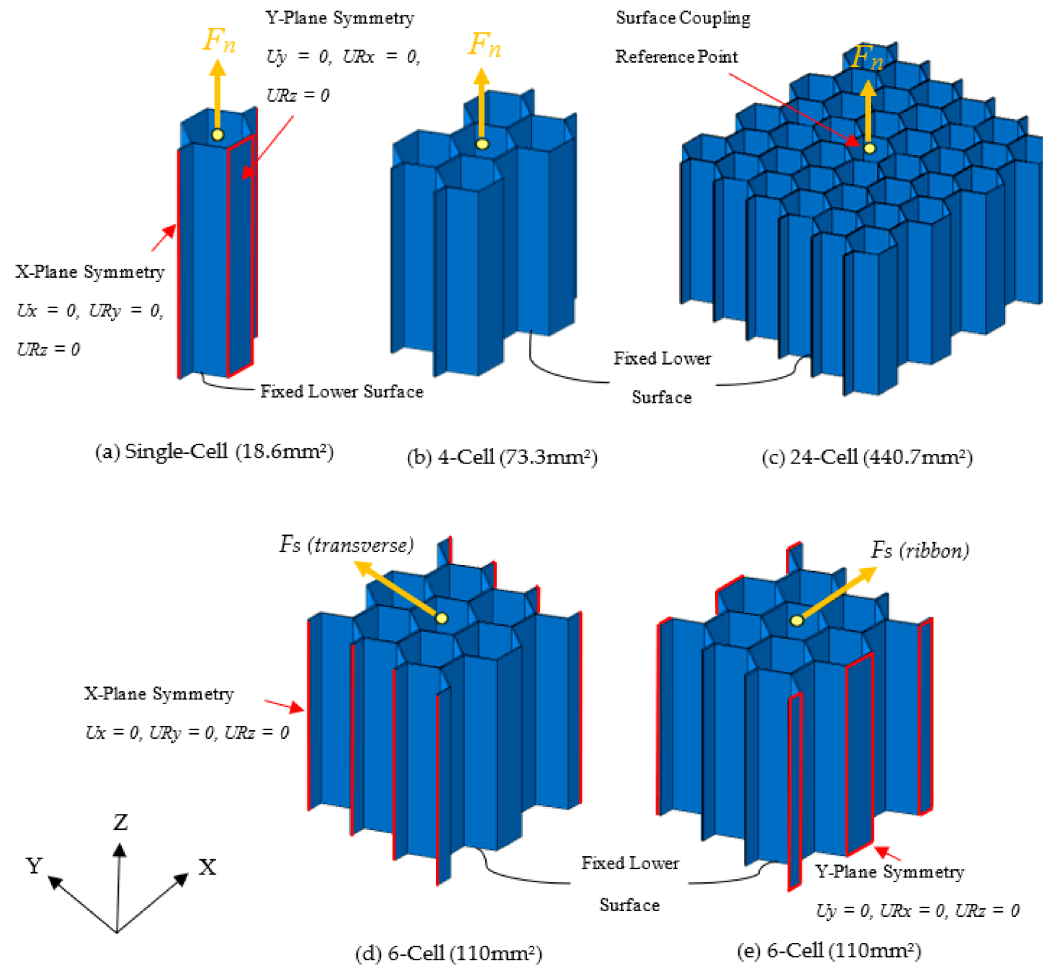 Y-Plane Symmetry
Uy = 0, URx = 0,
URz = 0
Fn
Fn
Surface Coupling
Reference Point
Fn
X-Plane Symmetry
Ux = 0, URy = 0,
URz = 0
Fixed Lower Surface
Fixed Lower
Surface
(a) Single-Cell (18.6mm²)
(b) 4-Cell (73.3mm²)
(c) 24-Cell (440.7mm²)
Fs (transverse)
Fs (ribbon)
X-Plane Symmetry
Ux = 0, URy = 0, URz = 0
Z
Y
X
Fixed Lower
Surface
Y-Plane Symmetry
Uy = 0, URx = 0, URz = 0
(d) 6-Cell (110mm²)
(e) 6-Cell (110mm²)